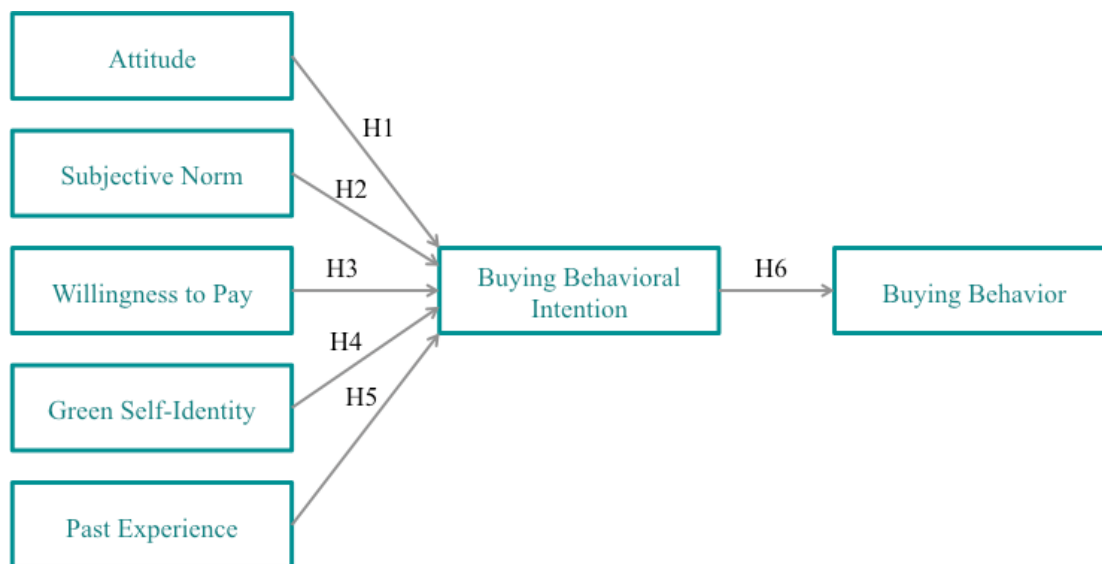 Attitude
H1
Subjective Norm
H2
Willingness to Pay
H3
Buying Behavioral
Intention
H6
Buying Behavior
H4
Green Self-Identity
H5
Past Experience